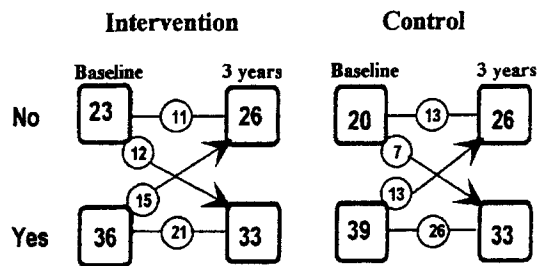 Intervention Control
Baseline 3 years Baseline 3 years
No 23 11 26 20 13 26
12 7
15 13
Yes 36 21 33 39 26 33